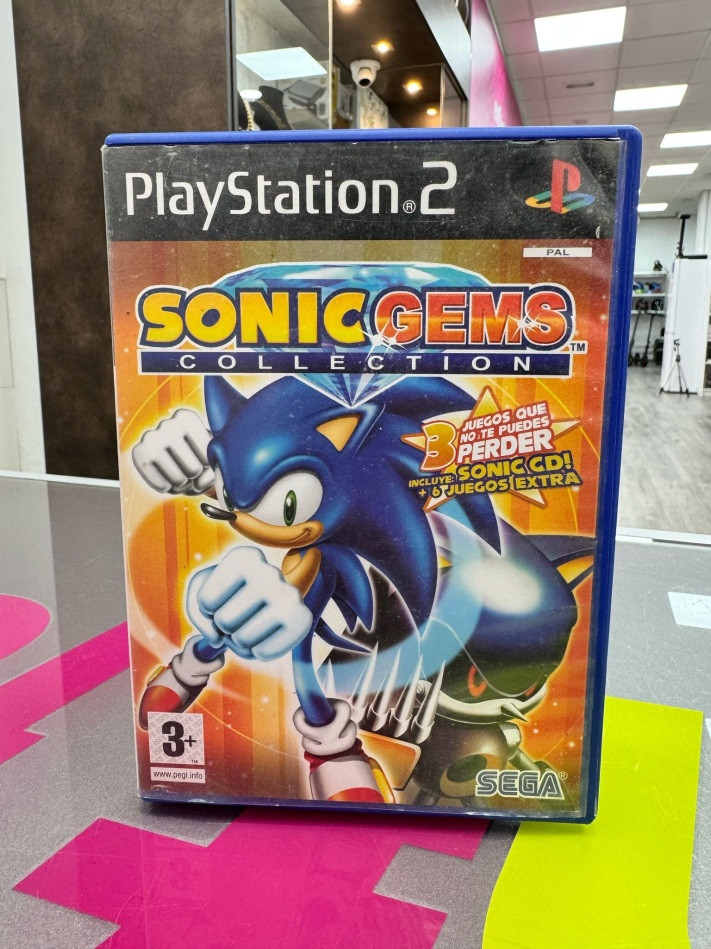 PlayStation®2
PAL
SONIC GEMS™
COLLECTION
3 JUEGOS QUE
NO TE PUEDES
PERDER
INCLUYE: SONIC CD!
+ 6 JUEGOS EXTRA
3+™
www.pegi.info
SEGA®